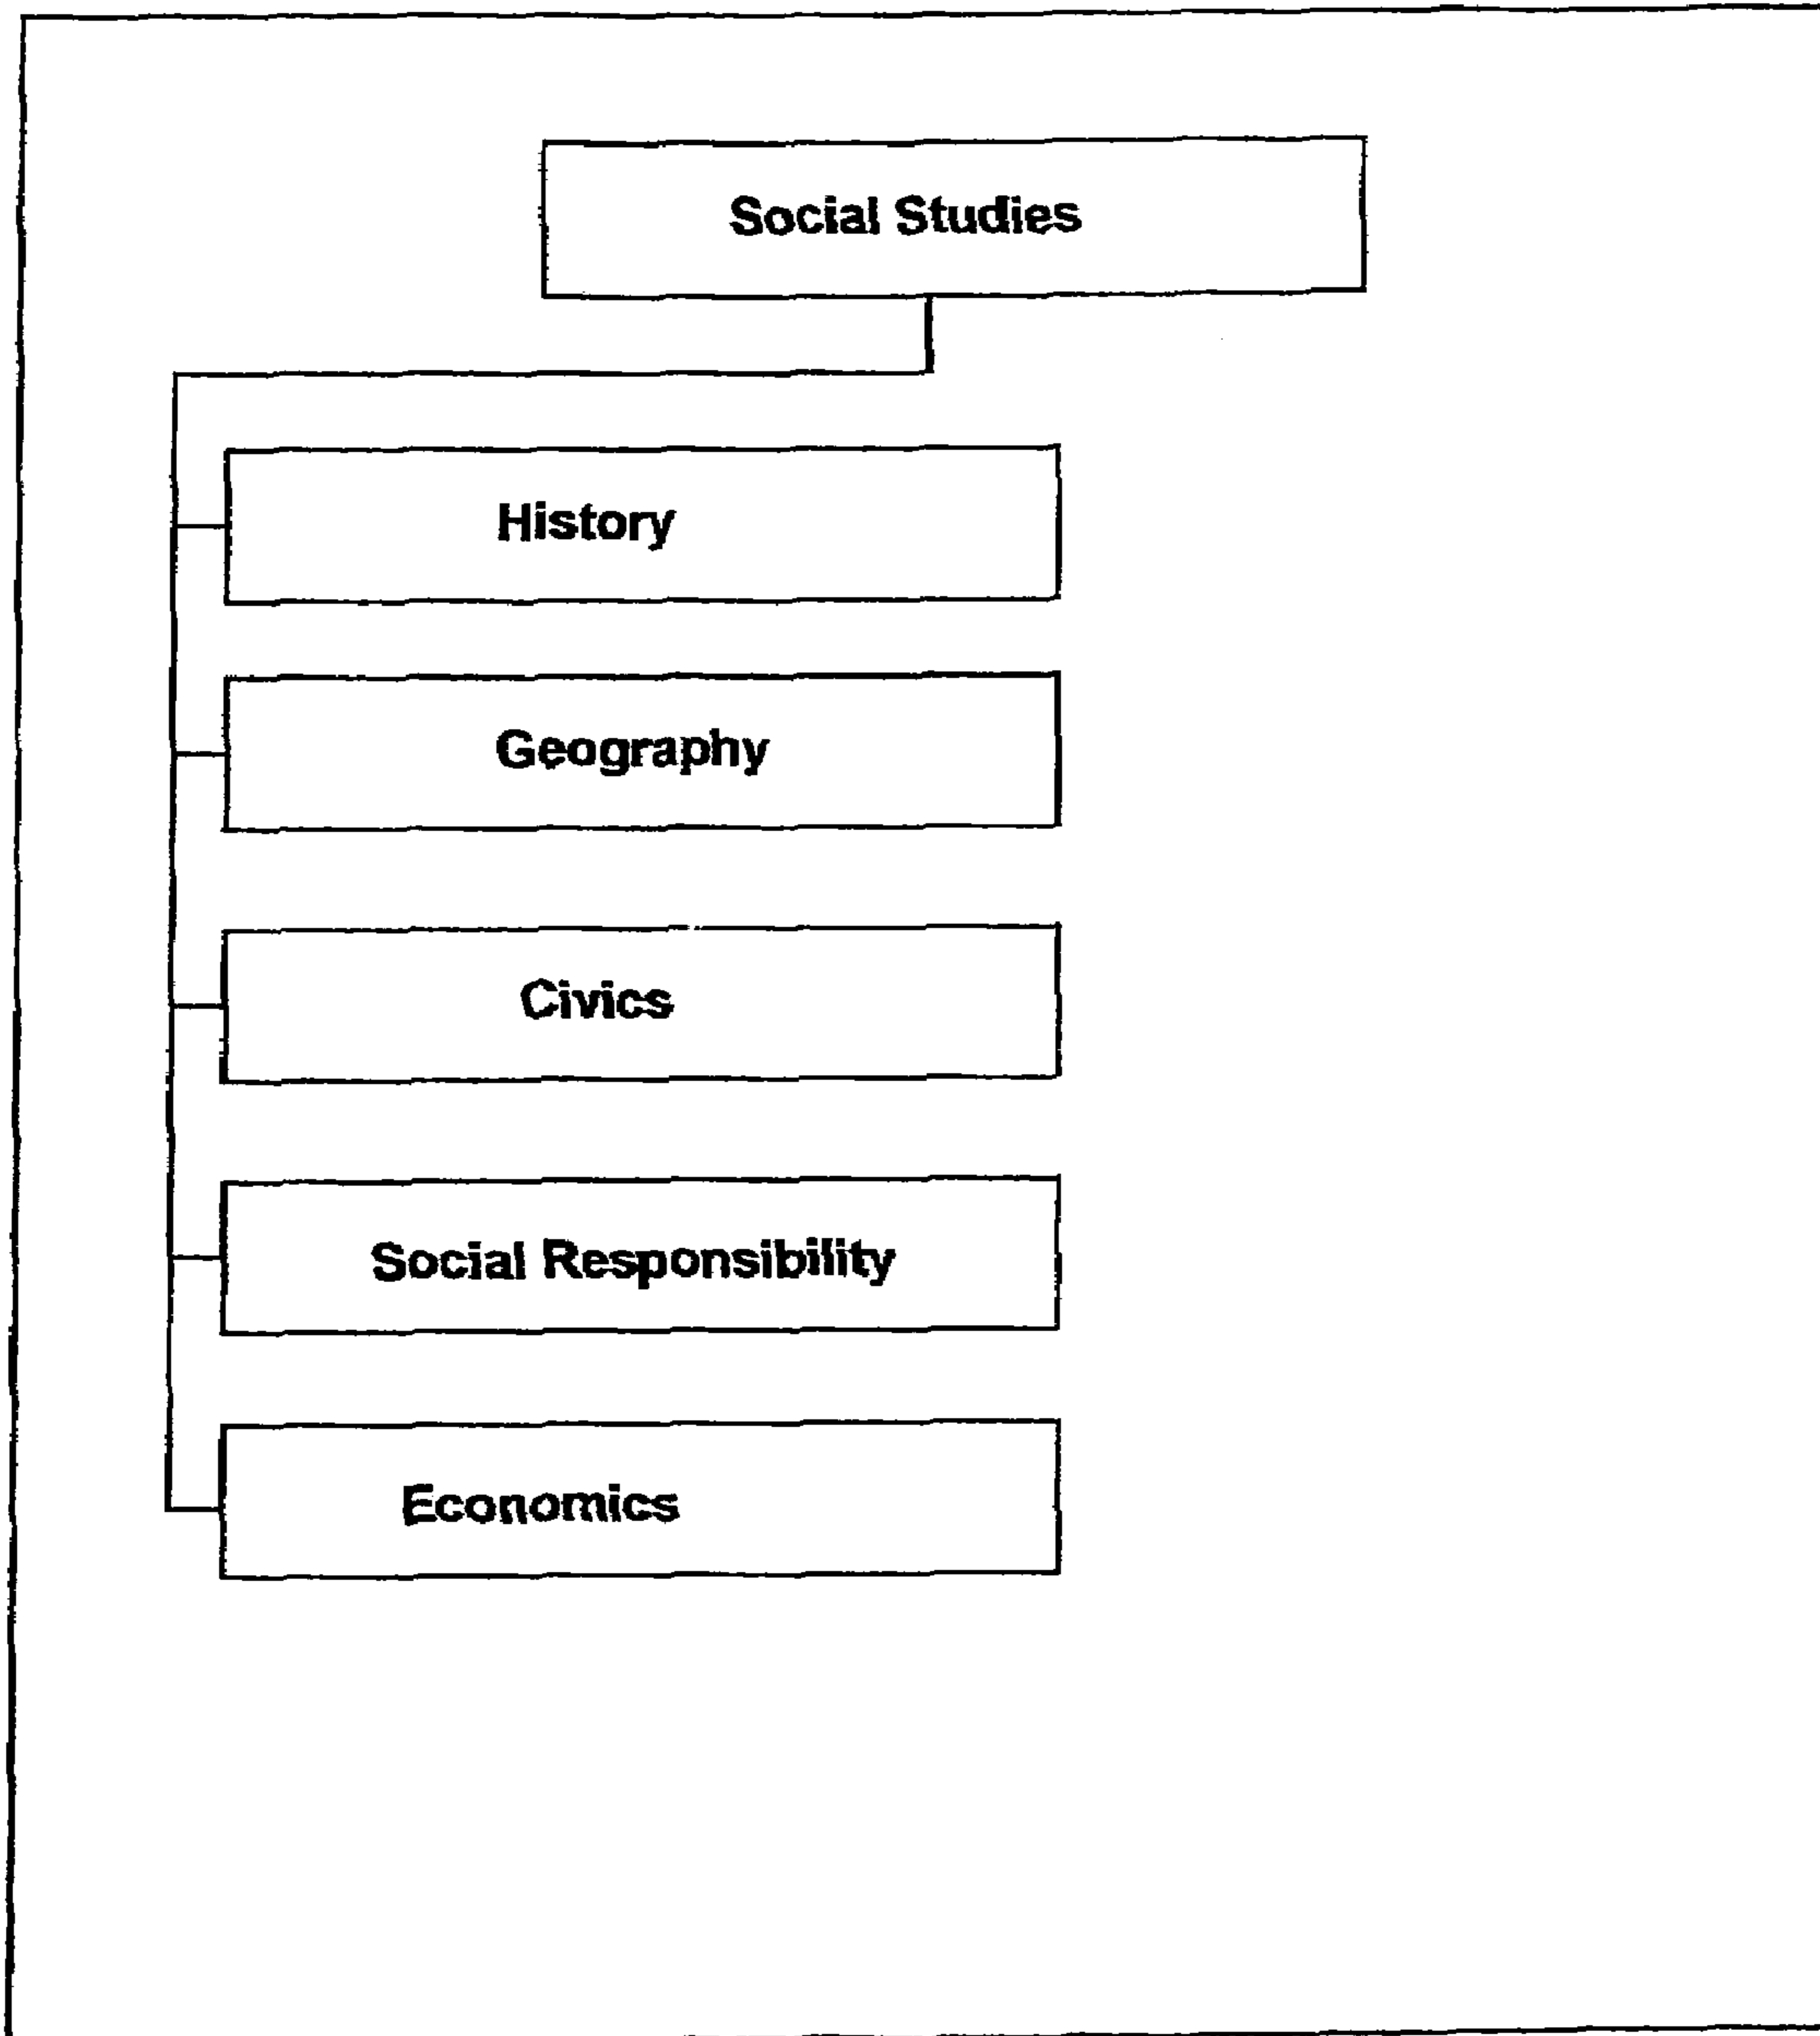 Social Studies
History
Geography
Civics
Social Responsibility
Economics